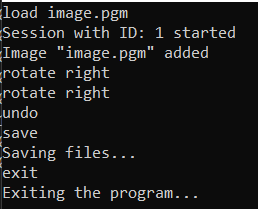 load image.pgm
Session with ID: 1 started
Image "image.pgm" added
rotate right
rotate right
undo
save
Saving files...
exit
Exiting the program...